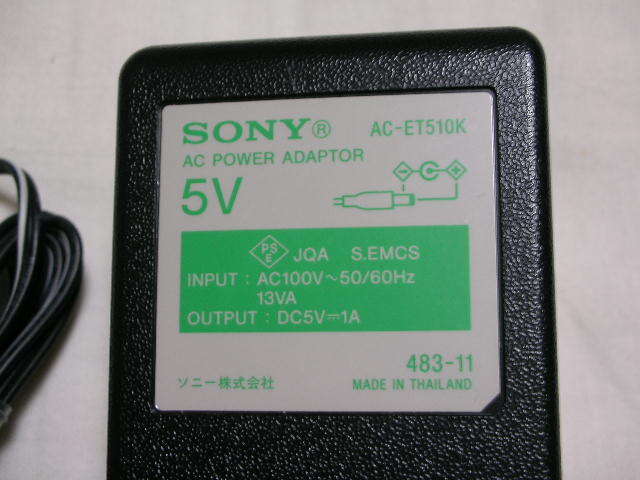 SONY® AC-ET510K
AC POWER ADAPTOR
5V
PS
E JQA S.EMCS
INPUT : AC100V~50/60Hz
13VA
OUTPUT : DC5V⎓1A
483-11
ソニー株式会社 MADE IN THAILAND